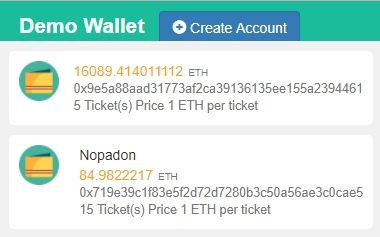 Demo Wallet
Create Account
16089.414011112 ETH
0x9e5a88aad31773af2ca39136135ee155a2394461
5 Ticket(s) Price 1 ETH per ticket
Nopadon
84.9822217 ETH
0x719e39c1f83e5f2d72d7280b3c50a56ae3c0cae5
15 Ticket(s) Price 1 ETH per ticket